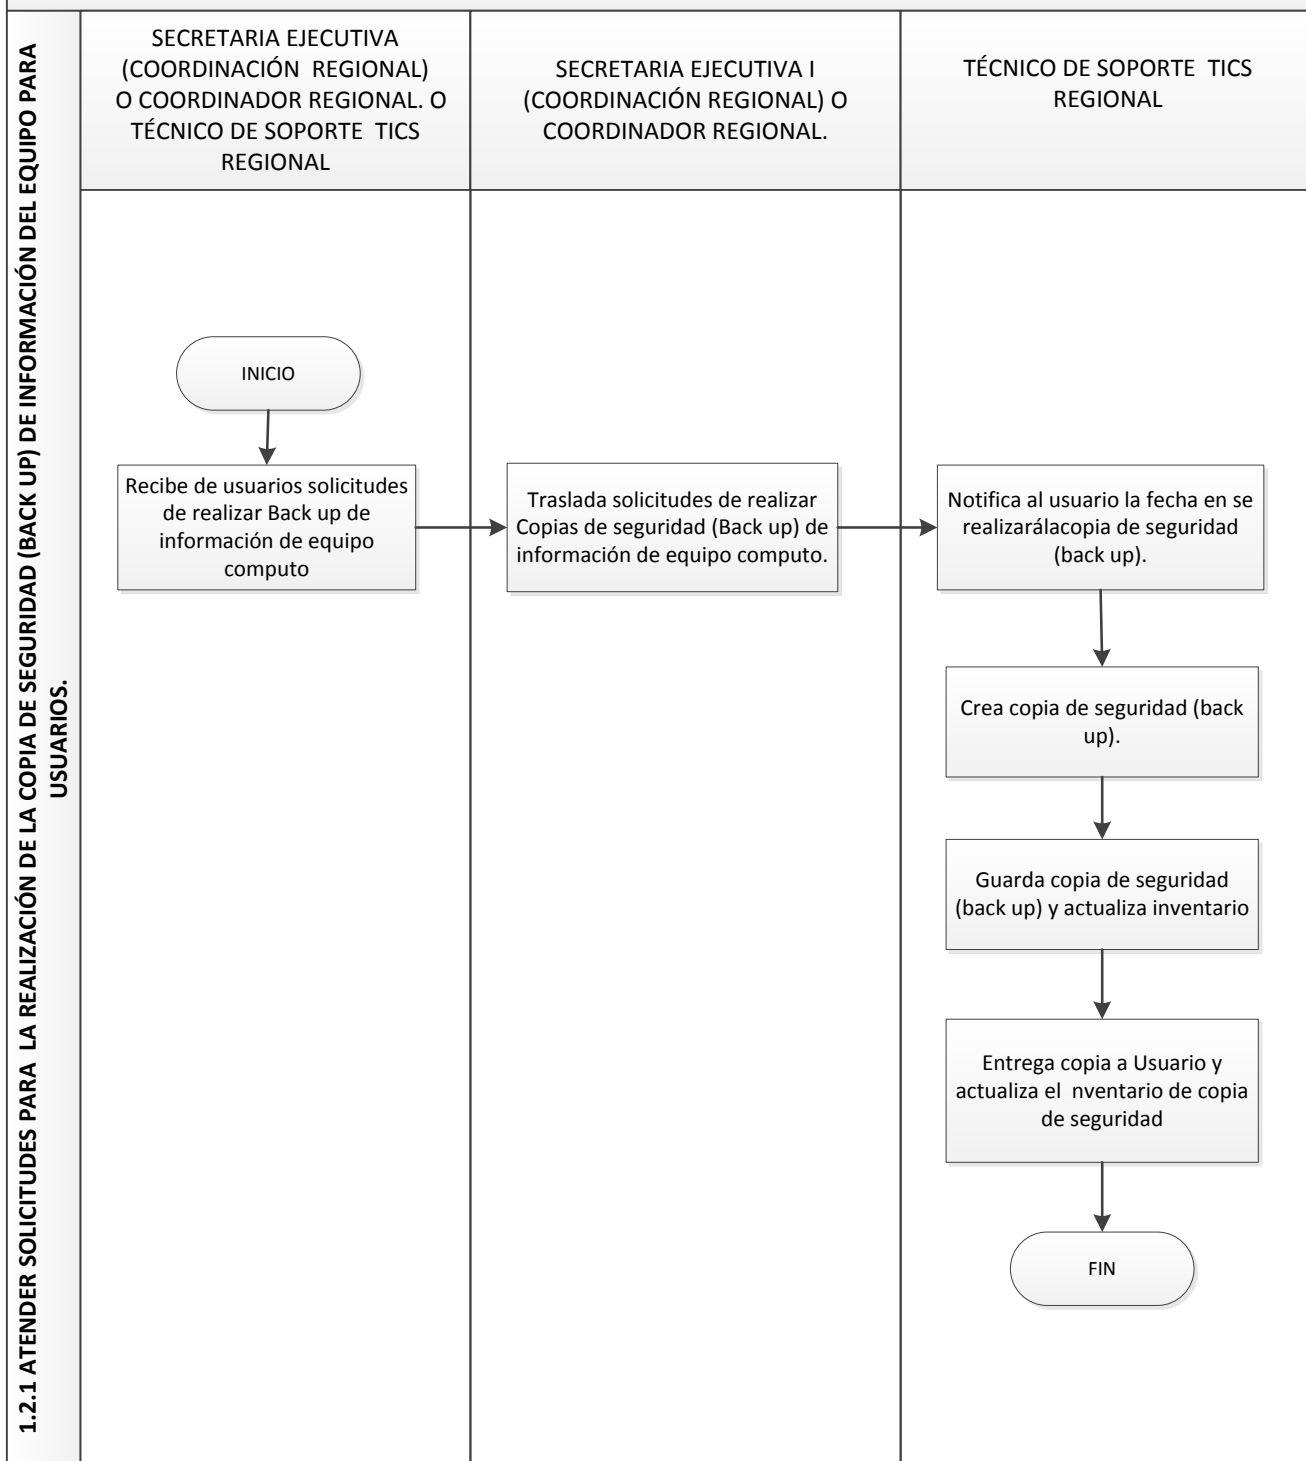 1.2.1 ATENDER SOLICITUDES PARA  LA REALIZACIÓN DE LA COPIA DE SEGURIDAD (BACK UP) DE INFORMACIÓN DEL EQUIPO PARA
USUARIOS.
SECRETARIA EJECUTIVA
(COORDINACIÓN  REGIONAL)
O COORDINADOR REGIONAL. O
TÉCNICO DE SOPORTE  TICS
REGIONAL
SECRETARIA EJECUTIVA I
(COORDINACIÓN REGIONAL) O
COORDINADOR REGIONAL.
TÉCNICO DE SOPORTE  TICS
REGIONAL
INICIO
Recibe de usuarios solicitudes
de realizar Back up de
información de equipo
computo
Traslada solicitudes de realizar
Copias de seguridad (Back up) de
información de equipo computo.
Notifica al usuario la fecha en se
realizarálacopia de seguridad
(back up).
Crea copia de seguridad (back
up).
Guarda copia de seguridad
(back up) y actualiza inventario
Entrega copia a Usuario y
actualiza el  nventario de copia
de seguridad
FIN